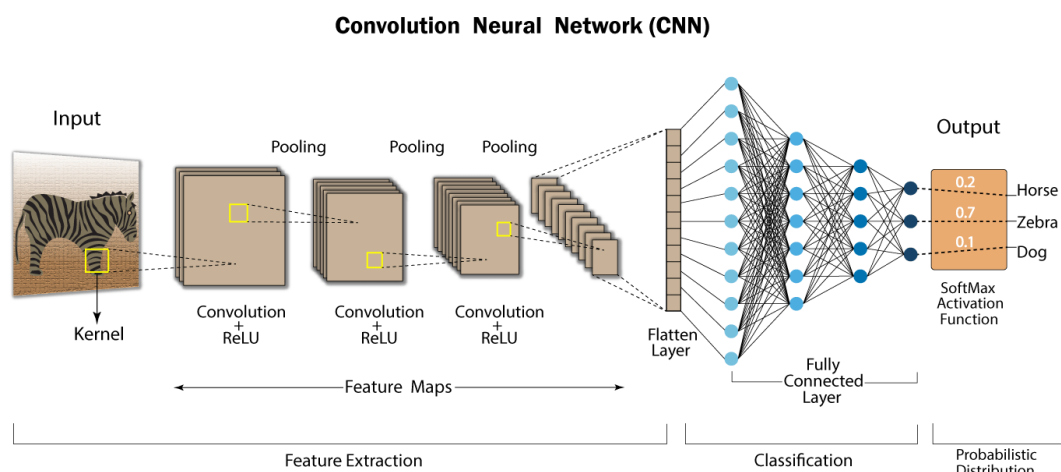 Convolution Neural Network (CNN)
Input
Pooling
Pooling
Pooling
Output
0.2
Horse
0.7
Zebra
0.1
Dog
SoftMax
Activation
Function
Kernel
Convolution
+
ReLU
Convolution
+
ReLU
Convolution
+
ReLU
Flatten
Layer
Feature Maps
Fully
Connected
Layer
Feature Extraction
Classification
Probabilistic
Distribution